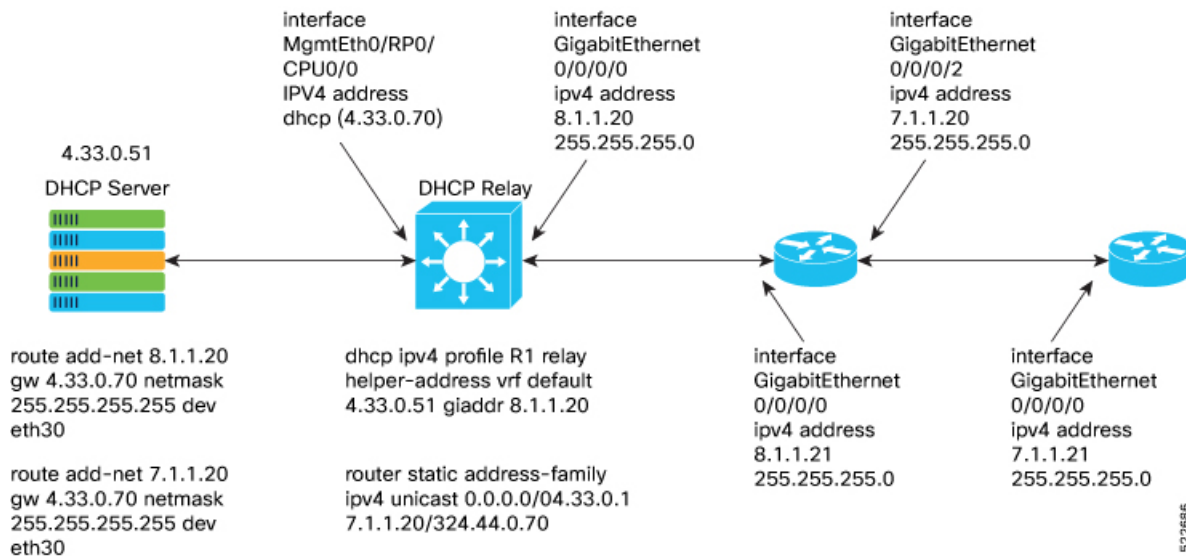 interface
MgmtEth0/RP0/
CPU0/0
IPV4 address
dhcp (4.33.0.70)
interface
GigabitEthernet
0/0/0/0
ipv4 address
8.1.1.20
255.255.255.0
interface
GigabitEthernet
0/0/0/2
ipv4 address
7.1.1.20
255.255.255.0
4.33.0.51
DHCP Server
DHCP Relay
route add-net 8.1.1.20
gw 4.33.0.70 netmask
255.255.255.255 dev
eth30
route add-net 7.1.1.20
gw 4.33.0.70 netmask
255.255.255.255 dev
eth30
dhcp ipv4 profile R1 relay
helper-address vrf default
4.33.0.51 giaddr 8.1.1.20
router static address-family
ipv4 unicast 0.0.0.0/04.33.0.1
7.1.1.20/324.44.0.70
interface
GigabitEthernet
0/0/0/0
ipv4 address
8.1.1.21
255.255.255.0
interface
GigabitEthernet
0/0/0/0
ipv4 address
7.1.1.21
255.255.255.0
522686